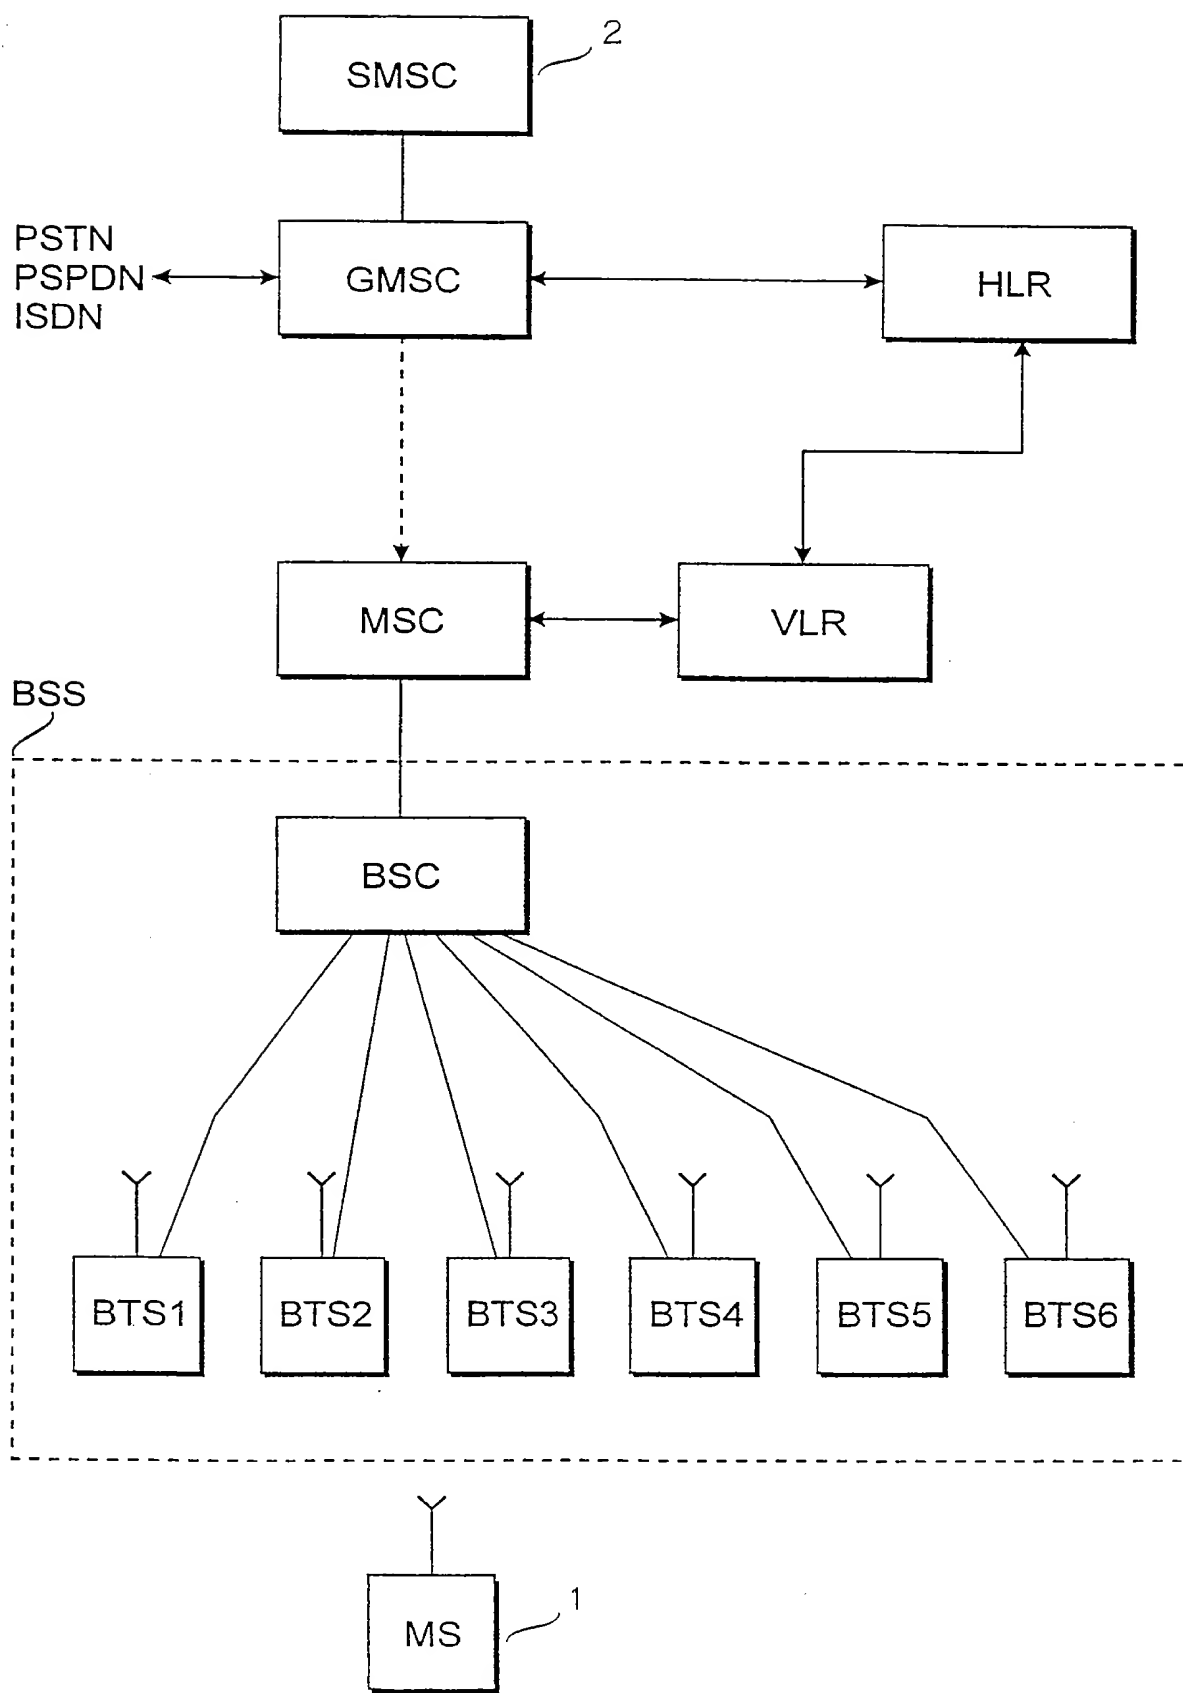 2
SMSC
PSTN
PSPDN
ISDN
GMSC
HLR
MSC
VLR
BSS
BSC
BTS1
BTS2
BTS3
BTS4
BTS5
BTS6
1
MS